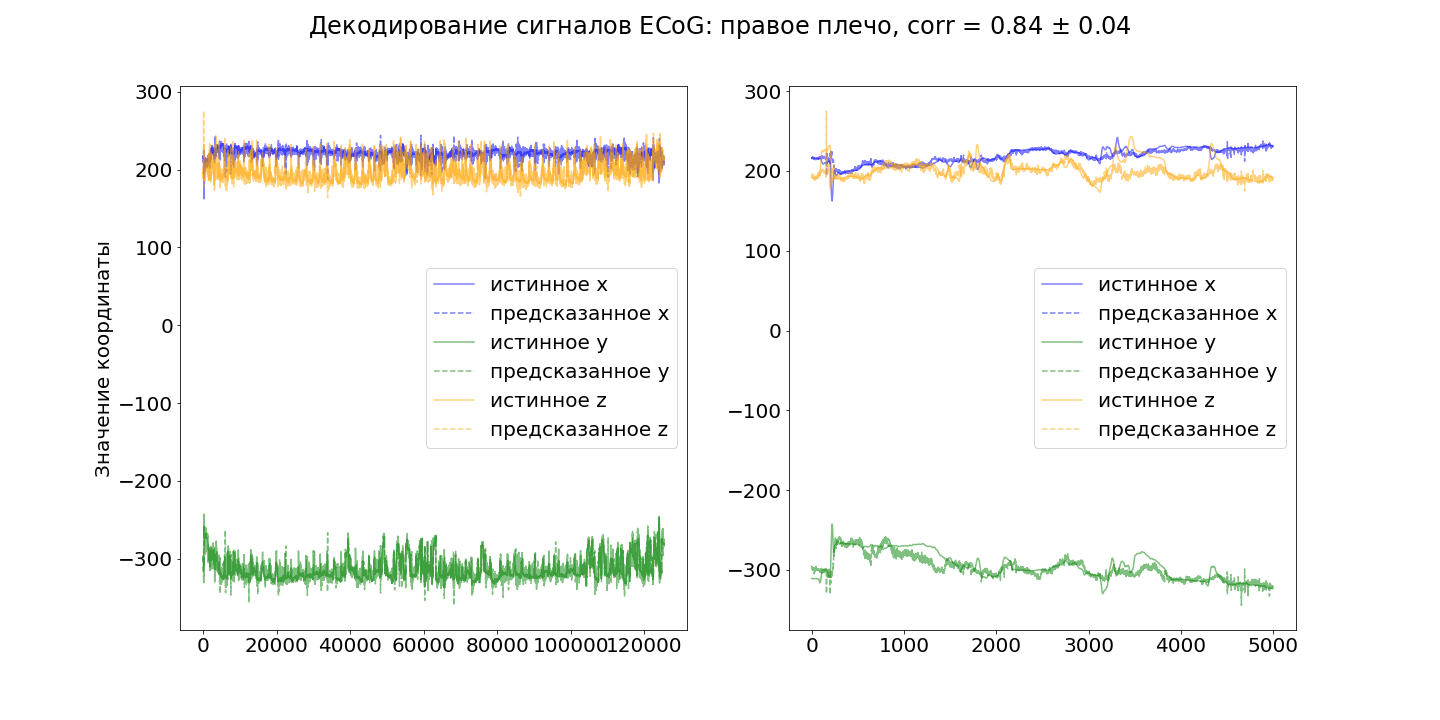 Декодирование сигналов ECoG: правое плечо, corr = 0.84 ± 0.04
Значение координаты
300
200
100
0
−100
−200
−300
0
20000
40000
60000
80000
100000
120000
истинное x
предсказанное x
истинное y
предсказанное y
истинное z
предсказанное z
300
200
100
0
−100
−200
−300
0
1000
2000
3000
4000
5000
истинное x
предсказанное x
истинное y
предсказанное y
истинное z
предсказанное z